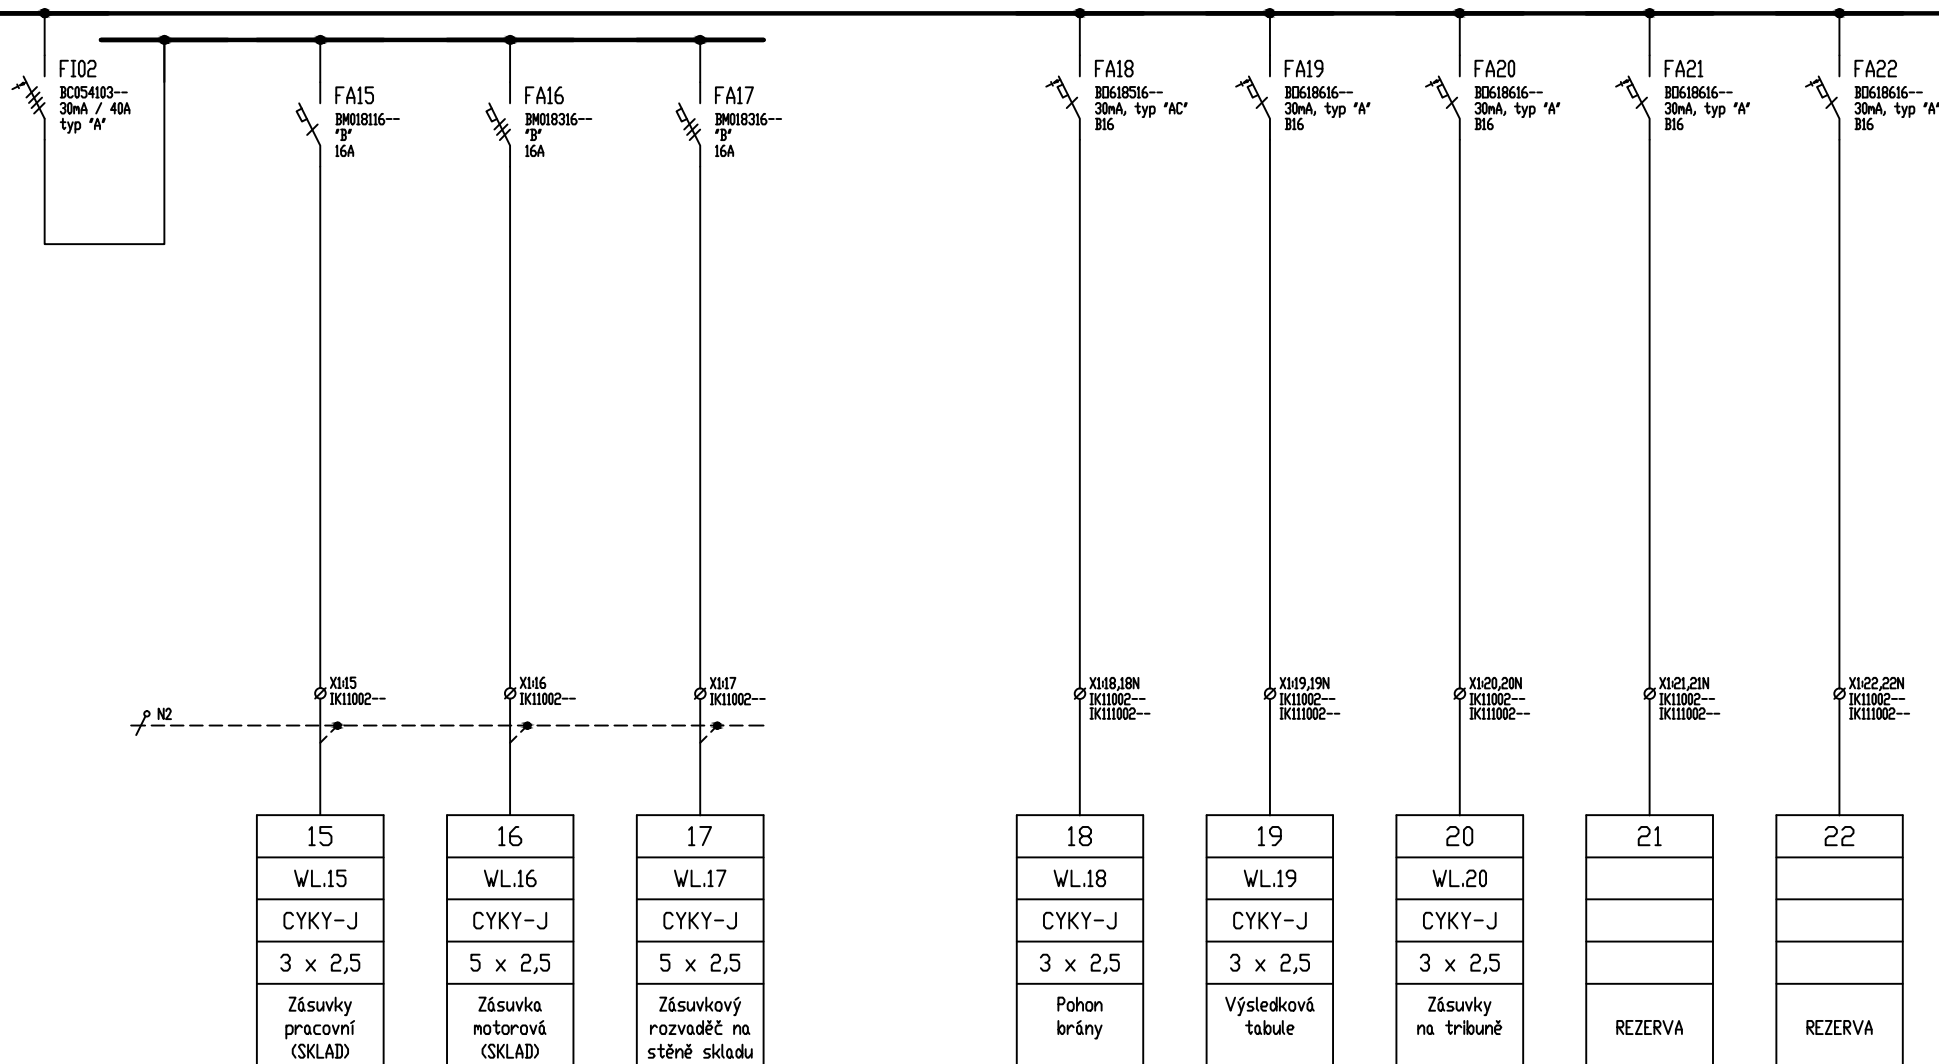 FI02
BC054103--
30mA / 40A
typ "A"
FA15
BM018116--
"B"
16A
FA16
BM018316--
"B"
16A
FA17
BM018316--
"B"
16A
FA18
BO618516--
30mA, typ "AC"
B16
FA19
BO618616--
30mA, typ "A"
B16
FA20
BO618616--
30mA, typ "A"
B16
FA21
BO618616--
30mA, typ "A"
B16
FA22
BO618616--
30mA, typ "A"
B16
X1:15
IK11002--
X1:16
IK11002--
X1:17
IK11002--
X1:18,18N
IK11002--
IK111002--
X1:19,19N
IK11002--
IK111002--
X1:20,20N
IK11002--
IK111002--
X1:21,21N
IK11002--
IK111002--
X1:22,22N
IK11002--
IK111002--
N2
15
WL.15
CYKY-J
3 x 2,5
Zásuvky
pracovní
(SKLAD)
16
WL.16
CYKY-J
5 x 2,5
Zásuvka
motorová
(SKLAD)
17
WL.17
CYKY-J
5 x 2,5
Zásuvkový
rozvaděč na
stěně skladu
18
WL.18
CYKY-J
3 x 2,5
Pohon
brány
19
WL.19
CYKY-J
3 x 2,5
Výsledková
tabule
20
WL.20
CYKY-J
3 x 2,5
Zásuvky
na tribuně
21
REZERVA
22
REZERVA